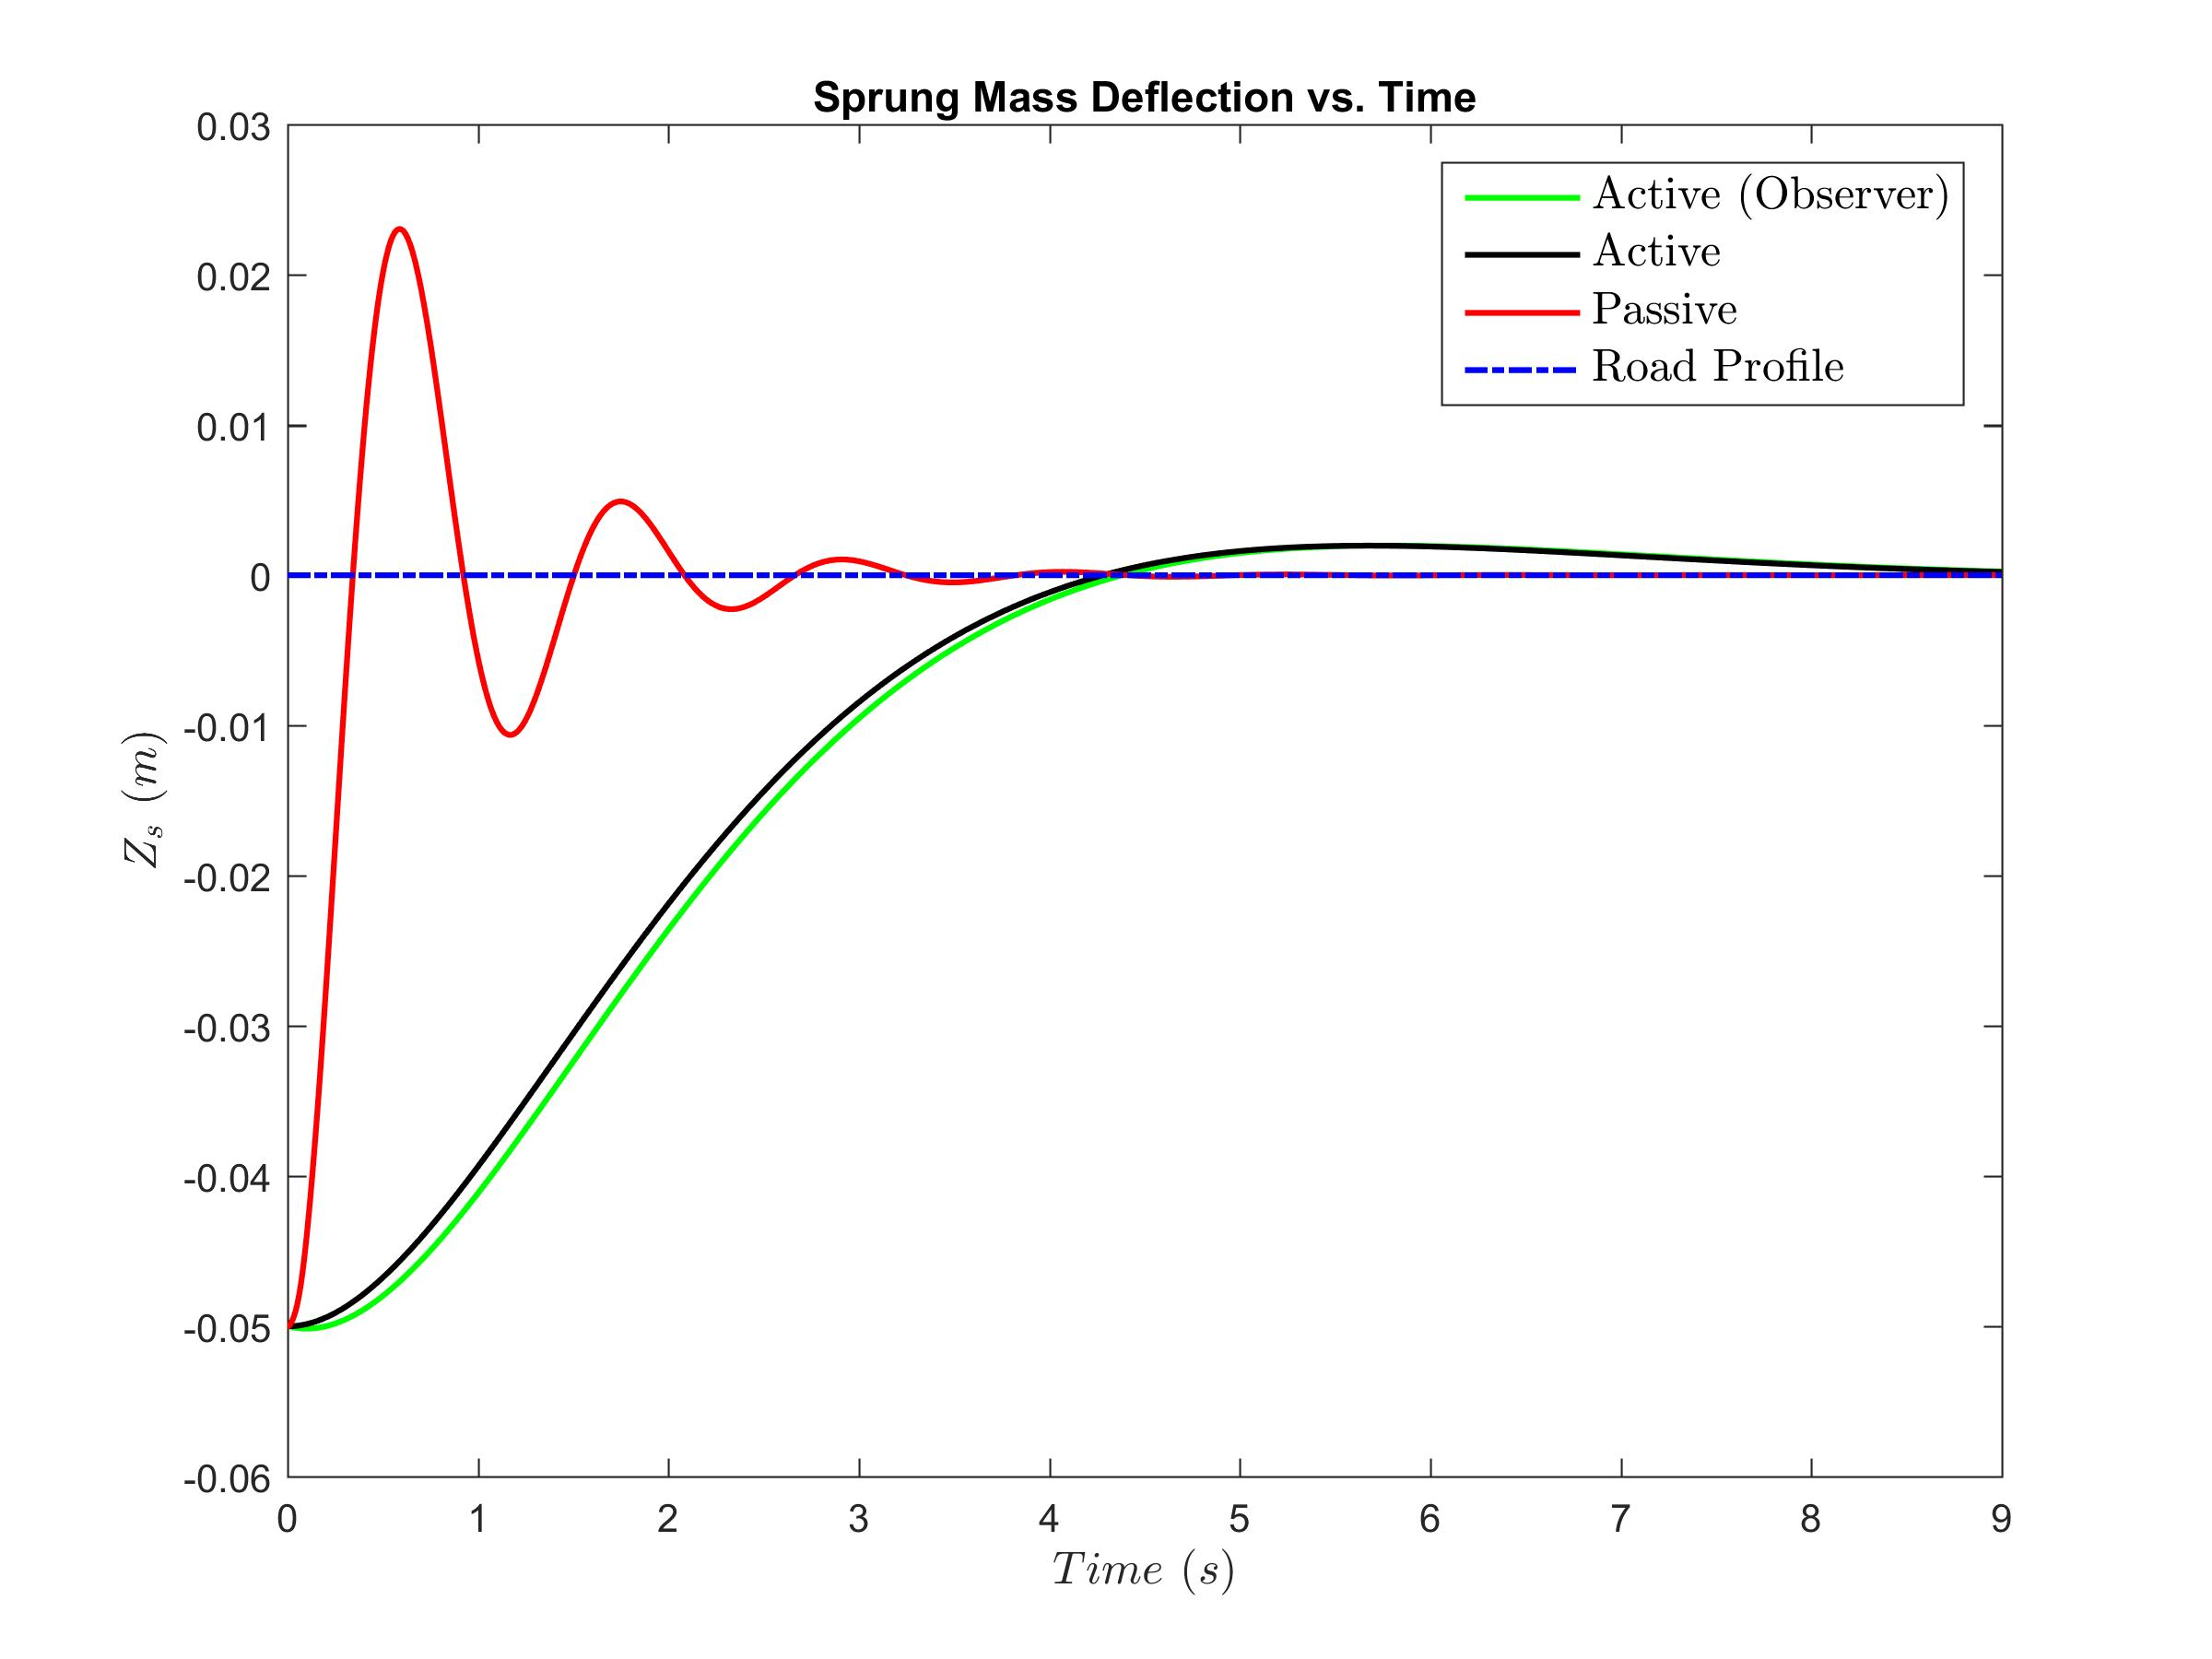 Sprung Mass Deflection vs. Time
0.03
0.02
0.01
0
-0.01
-0.02
-0.03
-0.04
-0.05
-0.06
Z_s (m)
Active (Observer)
Active
Passive
Road Profile
0 1 2 3 4 5 6 7 8 9
Time (s)